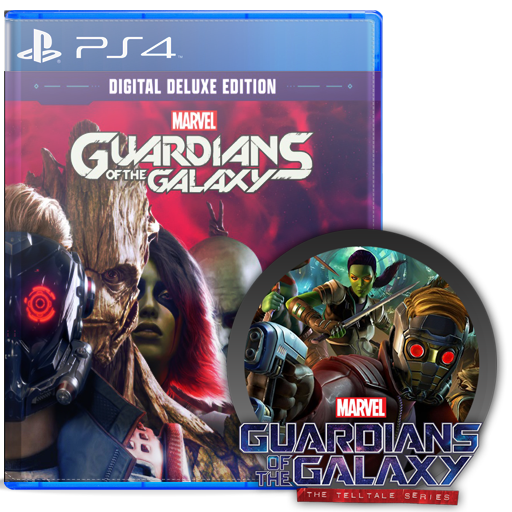 PS4
DIGITAL DELUXE EDITION
MARVEL
GUARDIANS
OF THE
GALAXY
MARVEL
GUARDIANS
OF THE
GALAXY
THE TELLTALE SERIES